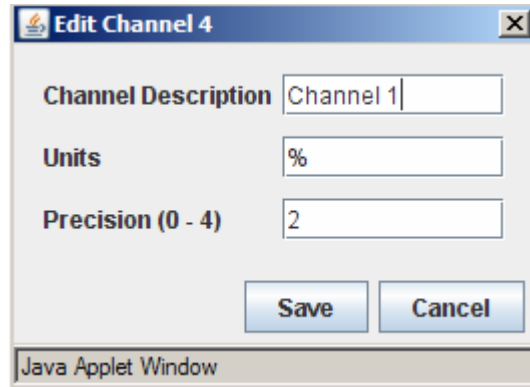 Edit Channel 4
Channel Description Channel 1
Units %
Precision (0 - 4) 2
Save Cancel
Java Applet Window